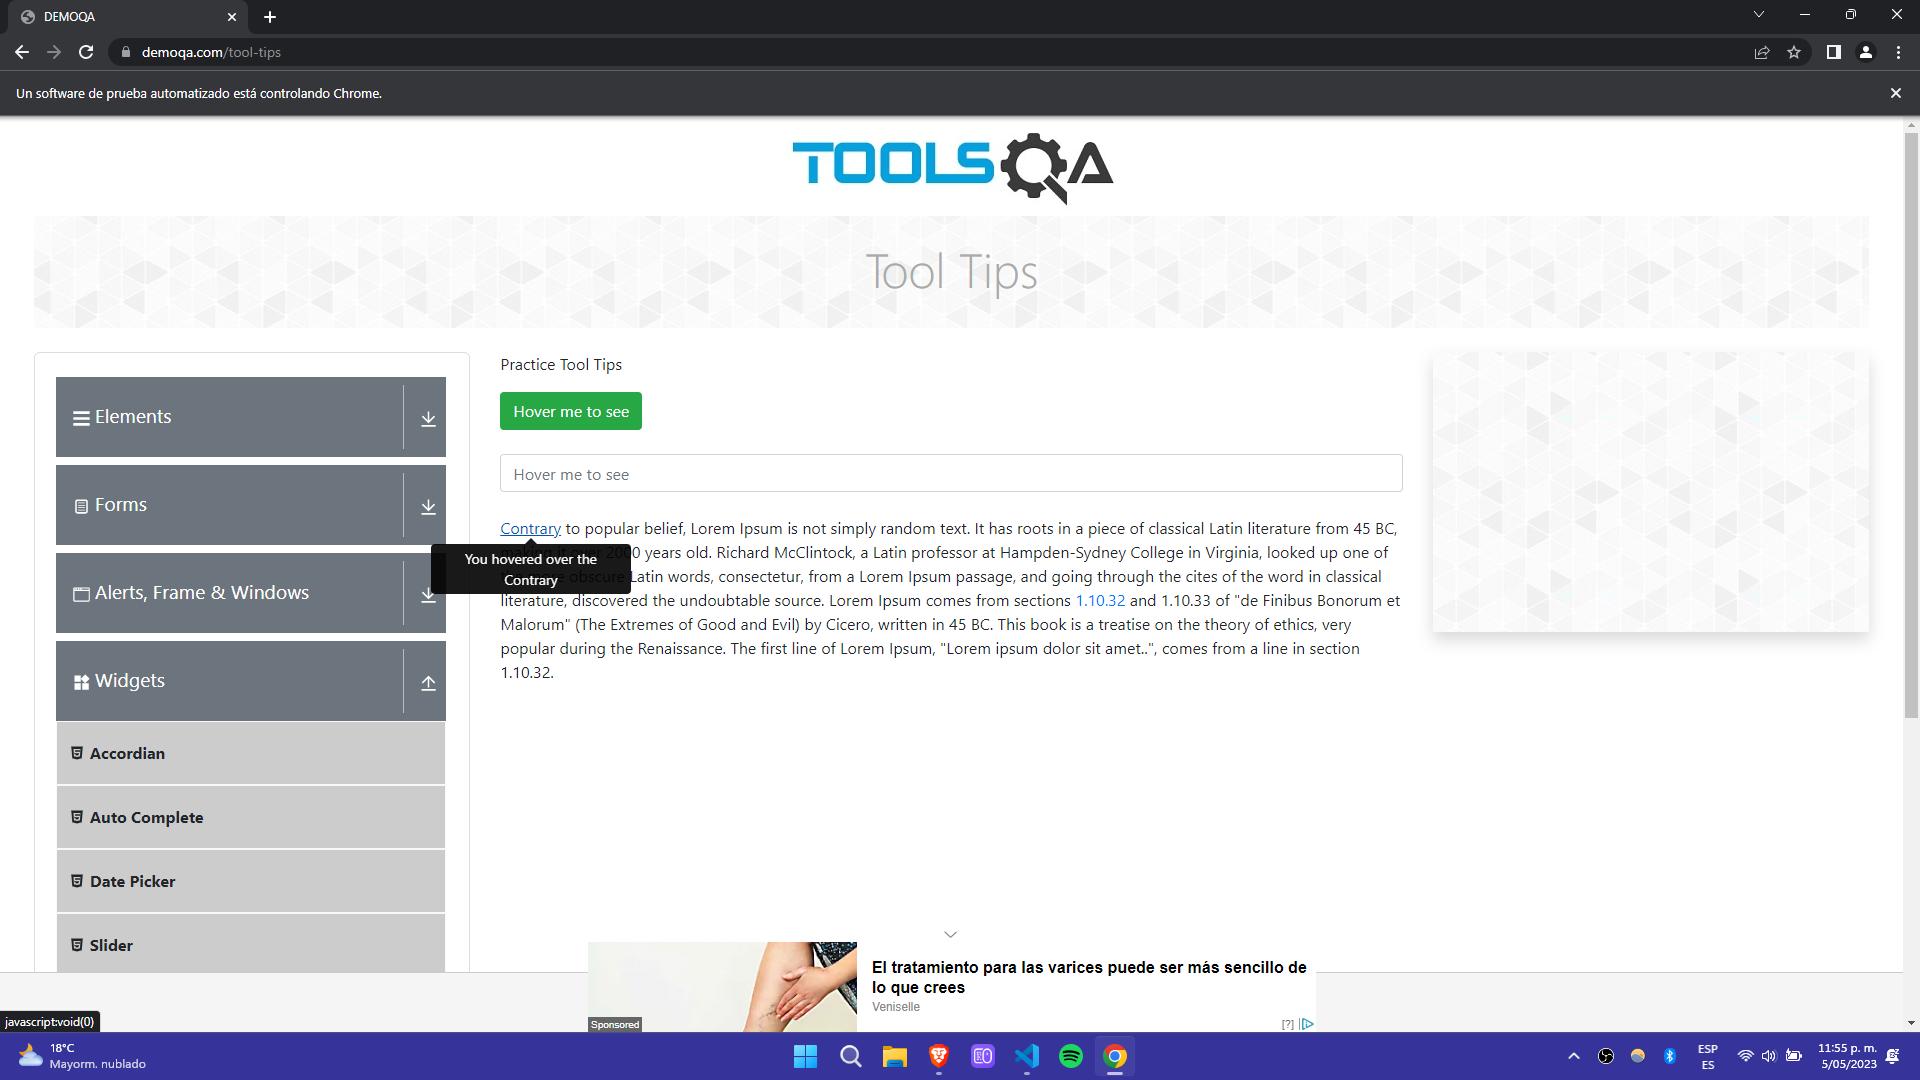 DEMOQA
demoqa.com/tool-tips
Un software de prueba automatizado está controlando Chrome.
TOOLSQA
Tool Tips
Elements
Forms
Alerts, Frame & Windows
Widgets
Accordian
Auto Complete
Date Picker
Slider
Practice Tool Tips
Hover me to see
Hover me to see
Contrary to popular belief, Lorem Ipsum is not simply random text. It has roots in a piece of classical Latin literature from 45 BC,
2000 years old. Richard McClintock, a Latin professor at Hampden-Sydney College in Virginia, looked up one of
Latin words, consectetur, from a Lorem Ipsum passage, and going through the cites of the word in classical
literature, discovered the undoubtable source. Lorem Ipsum comes from sections 1.10.32 and 1.10.33 of "de Finibus Bonorum et
Malorum" (The Extremes of Good and Evil) by Cicero, written in 45 BC. This book is a treatise on the theory of ethics, very
popular during the Renaissance. The first line of Lorem Ipsum, "Lorem ipsum dolor sit amet..", comes from a line in section
1.10.32.
You hovered over the
Contrary
El tratamiento para las varices puede ser más sencillo de
lo que crees
Veniselle
Sponsored
[?]
javascript:void(0)
18°C
Mayorm. nublado
ESP
ES
11:55 p. m.
5/05/2023